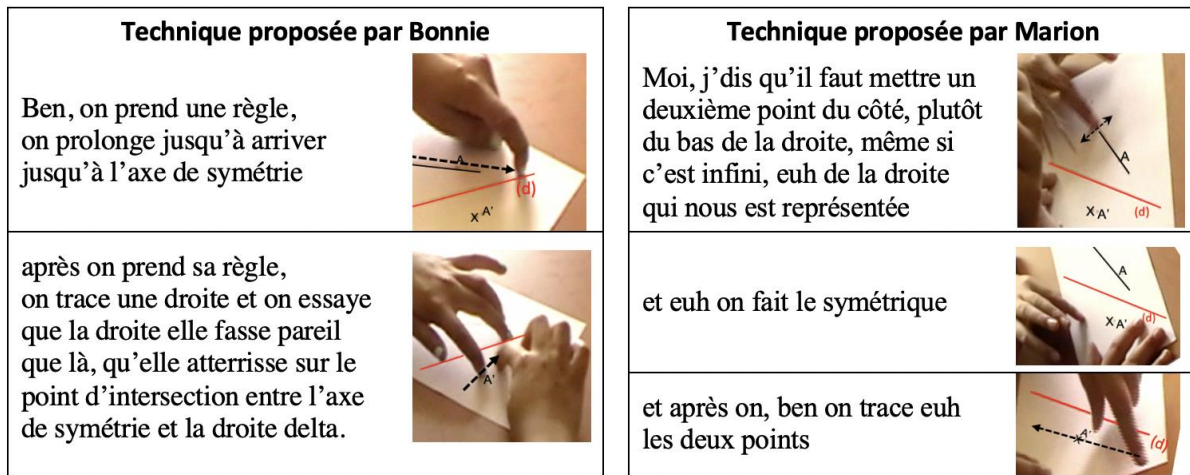 Technique proposée par Bonnie
Ben, on prend une règle,
on prolonge jusqu’à arriver
jusqu’à l’axe de symétrie
A
(d)
x A'
après on prend sa règle,
on trace une droite et on essaye
que la droite elle fasse pareil
que là, qu’elle atterrisse sur le
point d’intersection entre l’axe
de symétrie et la droite delta.
A'
Technique proposée par Marion
Moi, j’dis qu’il faut mettre un
deuxième point du côté, plutôt
du bas de la droite, même si
c’est infini, euh de la droite
qui nous est représentée
A
X A' (d)
et euh on fait le symétrique
A
X A' (d)
et après on, ben on trace euh
les deux points
A'
(d)